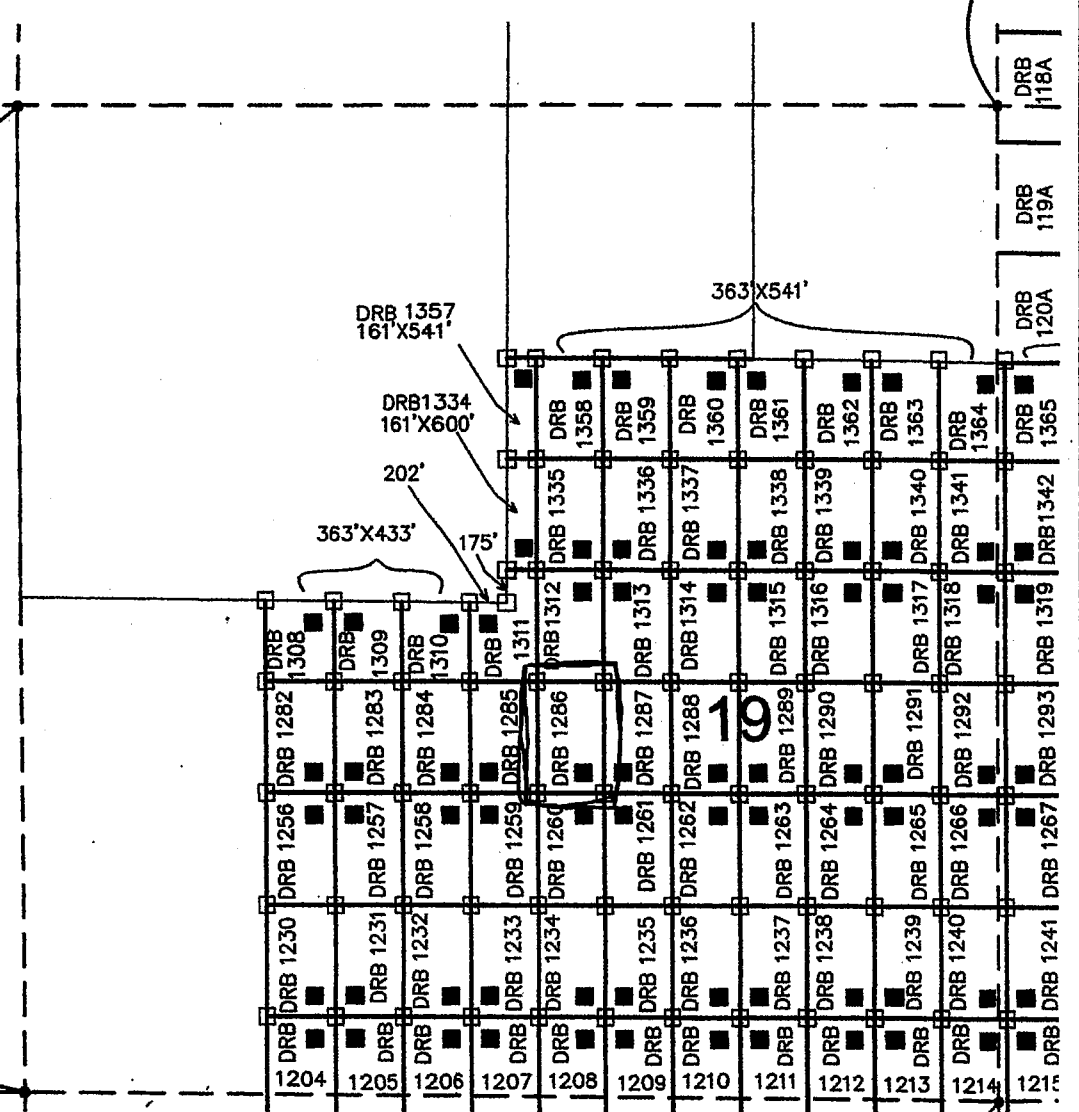 DRB
118A
DRB
119A
DRB
120A
363'X541'
DRB 1357
161'X541'
DRB1334
161'X600'
202'
363'X433'
175'
DRB
1358
DRB
1359
DRB
1360
DRB
1361
DRB
1362
DRB
1363
DRB
1364
DRB
1365
DRB 1335
DRB 1336
DRB 1337
DRB 1338
DRB 1339
DRB 1340
DRB 1341
DRB1342
DRB
1308
DRB
1309
DRB
1310
DRB
1311
DRB1312
DRB 1313
DRB1314
DRB 1315
DRB 1316
DRB 1317
DRB 1318
DRB 1319
DRB 1282
DRB 1283
DRB 1284
DRB 1285
DRB 1286
DRB 1287
DRB 1288
19
DRB 1289
DRB 1290
DRB 1291
DRB 1292
DRB 1293
DRB 1256
DRB 1257
DRB 1258
DRB 1259
DRB 1260
DRB 1261
DRB 1262
DRB 1263
DRB 1264
DRB 1265
DRB 1266
DRB 1267
DRB 1230
DRB 1231
DRB 1232
DRB 1233
DRB 1234
DRB 1235
DRB 1236
DRB 1237
DRB 1238
DRB 1239
DRB 1240
DRB 1241
DRB
1204
DRB
1205
DRB
1206
DRB
1207
DRB
1208
DRB
1209
DRB
1210
DRB
1211
DRB
1212
DRB
1213
DRB
1214
DRB
1215